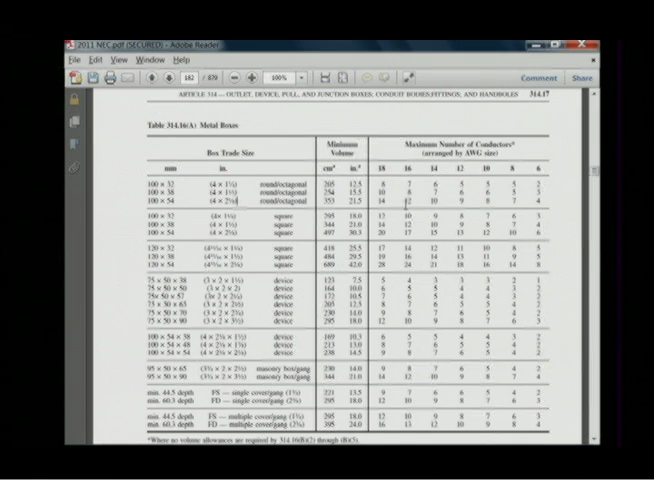 2011 NEC.pdf (SECURED) - Adobe Reader
File Edit View Window Help
182 / 870 100% Comment Share
ARTICLE 314 — OUTLET, DEVICE, PULL, AND JUNCTION BOXES; CONDUIT BODIES; FITTINGS; AND HANDHOLES 314.17
Table 314.16(A) Metal Boxes
Box Trade Size Minimum Volume Maximum Number of Conductors* (arranged by AWG size)
mm in. cm³ in.³ 18 16 14 12 10 8 6
100 × 32 (4 × 1¼) round/octagonal 205 12.5 8 7 6 5 5 5 2
100 × 38 (4 × 1½) round/octagonal 254 15.5 10 8 7 6 6 5 3
100 × 54 (4 × 2⅛) round/octagonal 353 21.5 14 12 10 9 8 7 4
100 × 32 (4 × 1¼) square 295 18.0 12 10 9 8 7 6 3
100 × 38 (4 × 1½) square 344 21.0 14 12 10 9 8 7 4
100 × 54 (4 × 2⅛) square 497 30.3 20 17 15 13 12 10 6
120 × 32 (4¹¹⁄₁₆ × 1¼) square 418 25.5 17 14 12 11 10 8 5
120 × 38 (4¹¹⁄₁₆ × 1½) square 484 29.5 19 16 14 13 11 9 5
120 × 54 (4¹¹⁄₁₆ × 2⅛) square 689 42.0 28 24 21 18 16 14 8
75 × 50 × 38 (3 × 2 × 1½) device 123 7.5 5 4 3 3 3 2 1
75 × 50 × 50 (3 × 2 × 2) device 164 10.0 6 5 5 4 4 3 2
75× 50 × 57 (3× 2 × 2¼) device 172 10.5 7 6 5 4 4 3 2
75 × 50 × 65 (3 × 2 × 2½) device 205 12.5 8 7 6 5 5 4 2
75 × 50 × 70 (3 × 2 × 2¾) device 230 14.0 9 8 7 6 5 4 2
75 × 50 × 90 (3 × 2 × 3½) device 295 18.0 12 10 9 8 7 6 3
100 × 54 × 38 (4 × 2⅛ × 1½) device 169 10.3 6 5 5 4 4 3 2
100 × 54 × 48 (4 × 2⅛ × 1⅞) device 213 13.0 8 7 6 5 5 4 2
100 × 54 × 54 (4 × 2⅛ × 2⅛) device 238 14.5 9 8 7 6 5 4 2
95 × 50 × 65 (3¾ × 2 × 2½) masonry box/gang 230 14.0 9 8 7 6 5 4 2
95 × 50 × 90 (3¾ × 2 × 3½) masonry box/gang 344 21.0 14 12 10 9 8 7 4
min. 44.5 depth FS — single cover/gang (1¾) 221 13.5 9 7 6 6 5 4 2
min. 60.3 depth FD — single cover/gang (2⅜) 295 18.0 12 10 9 8 7 6 3
min. 44.5 depth FS — multiple cover/gang (1¾) 295 18.0 12 10 9 8 7 6 3
min. 60.3 depth FD — multiple cover/gang (2⅜) 395 24.0 16 13 12 10 9 8 4
*Where no volume allowances are required by 314.16(B)(2) through (B)(5).